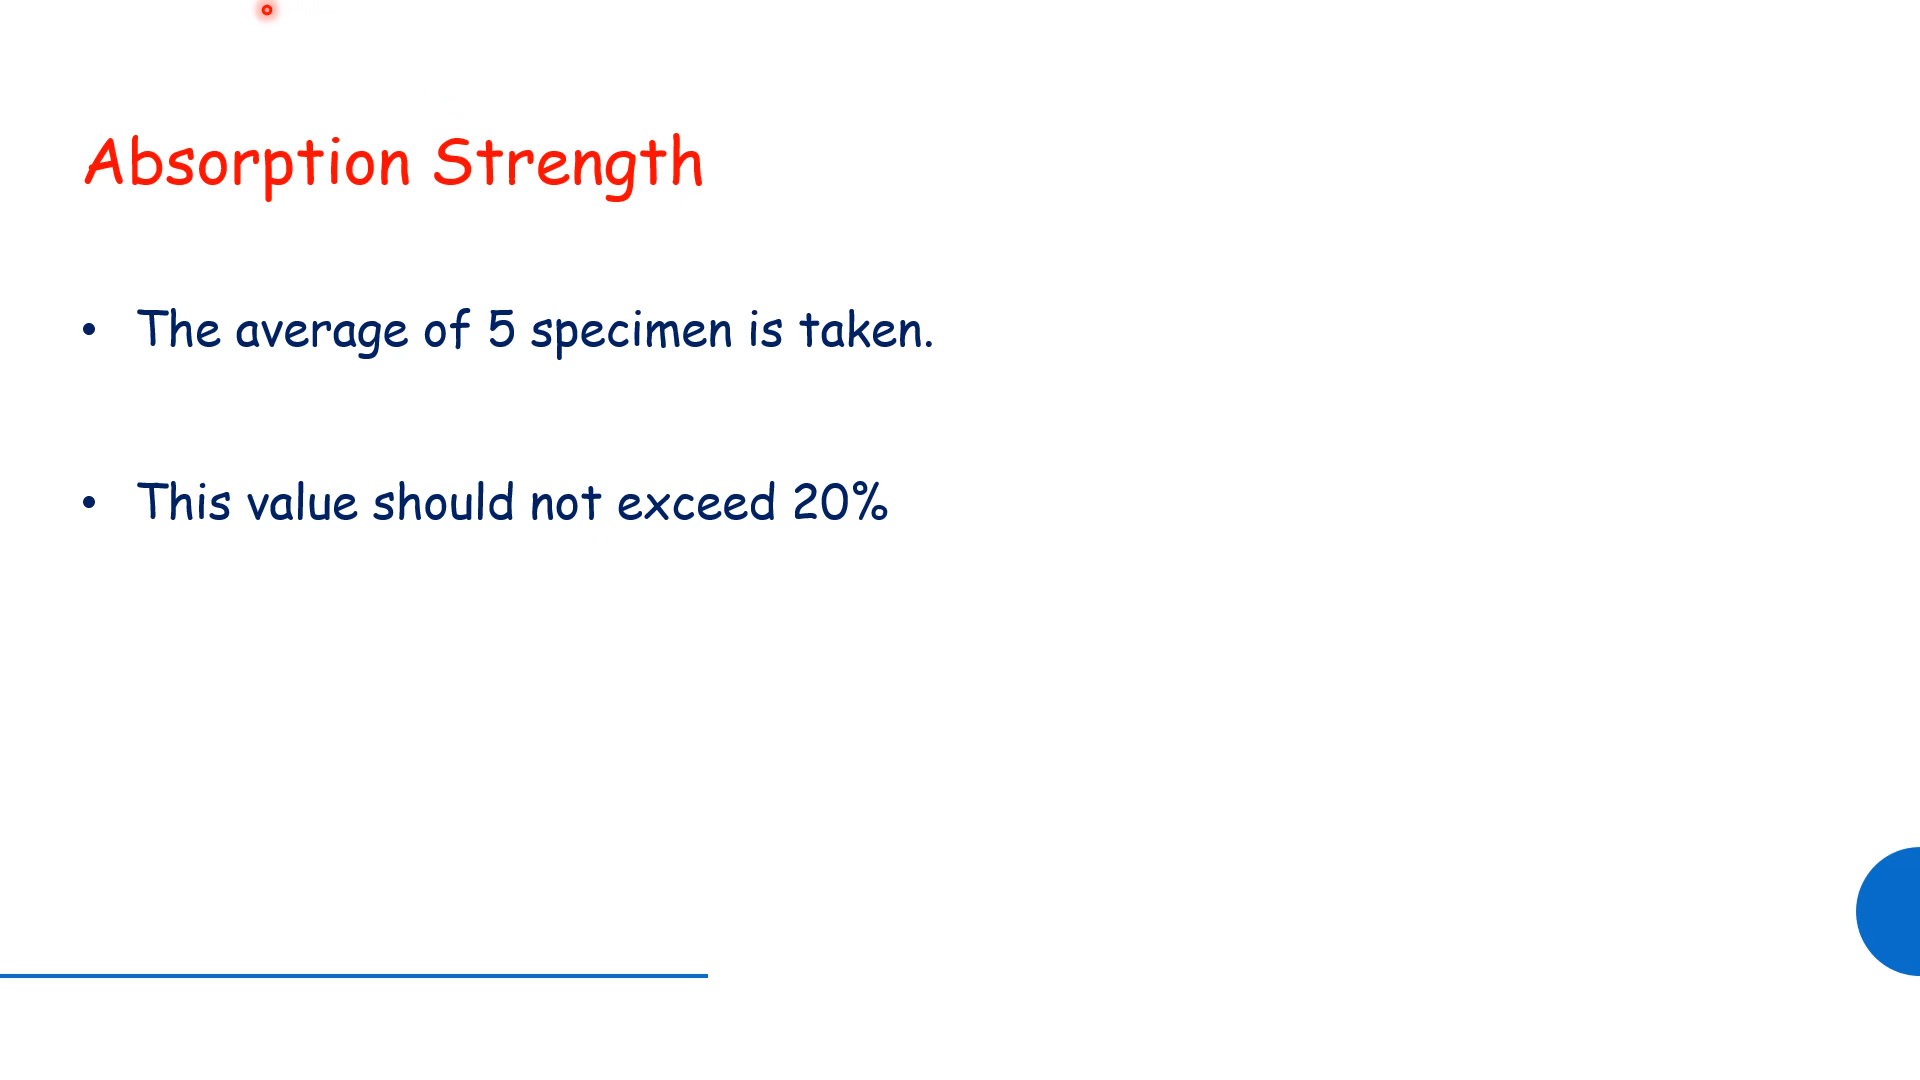 Absorption Strength
• The average of 5 specimen is taken.
• This value should not exceed 20%